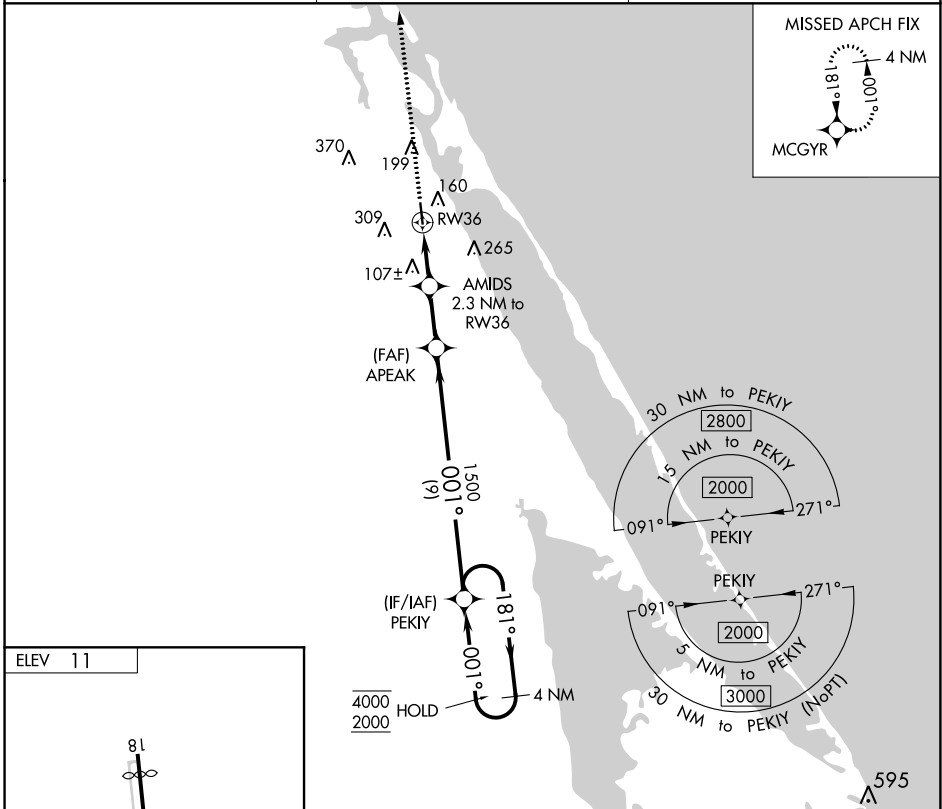 MISSED APCH FIX
4 NM
181°
001°
MCGYR
370
199
160
309
RW36
265
107±
AMIDS
2.3 NM to
RW36
(FAF)
APEAK
1500
001°
(9)
30 NM to PEKIY
2800
15 NM to PEKIY
2000
091°
271°
PEKIY
(IF/IAF)
PEKIY
181°
001°
4000
2000
HOLD
4 NM
PEKIY
091°
271°
2000
5 NM to PEKIY
3000
30 NM to PEKIY (NoPT)
595
ELEV 11
18